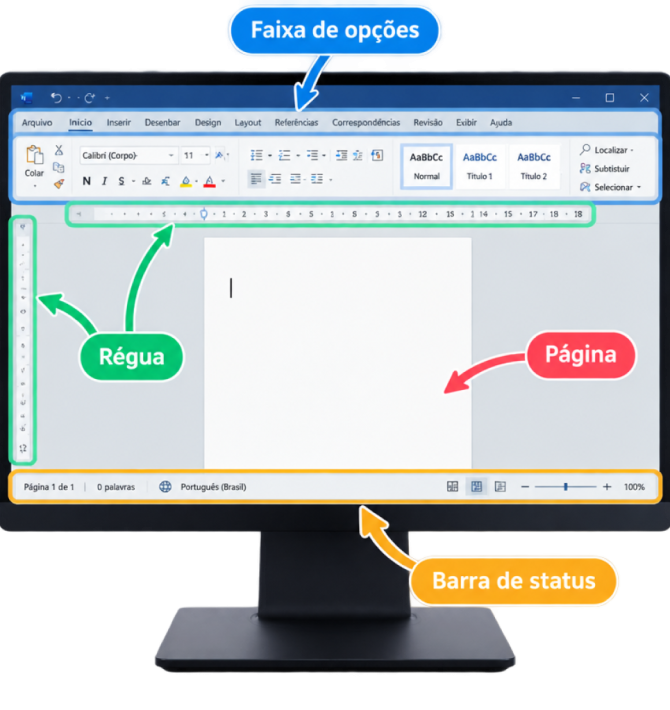 Faixa de opções
Arquivo Início Inserir Desenbar Design Layout Referências Correspondências Revisão Exibir Ajuda
Colar
Calibri (Corpo)
11
N I S
A
AaBbCc AaBbCc AaBbCc
Normal Título 1 Título 2
Localizar
Subtistuir
Selecionar
Régua
Página
Página 1 de 1 | 0 palavras Português (Brasil) 100%
Barra de status